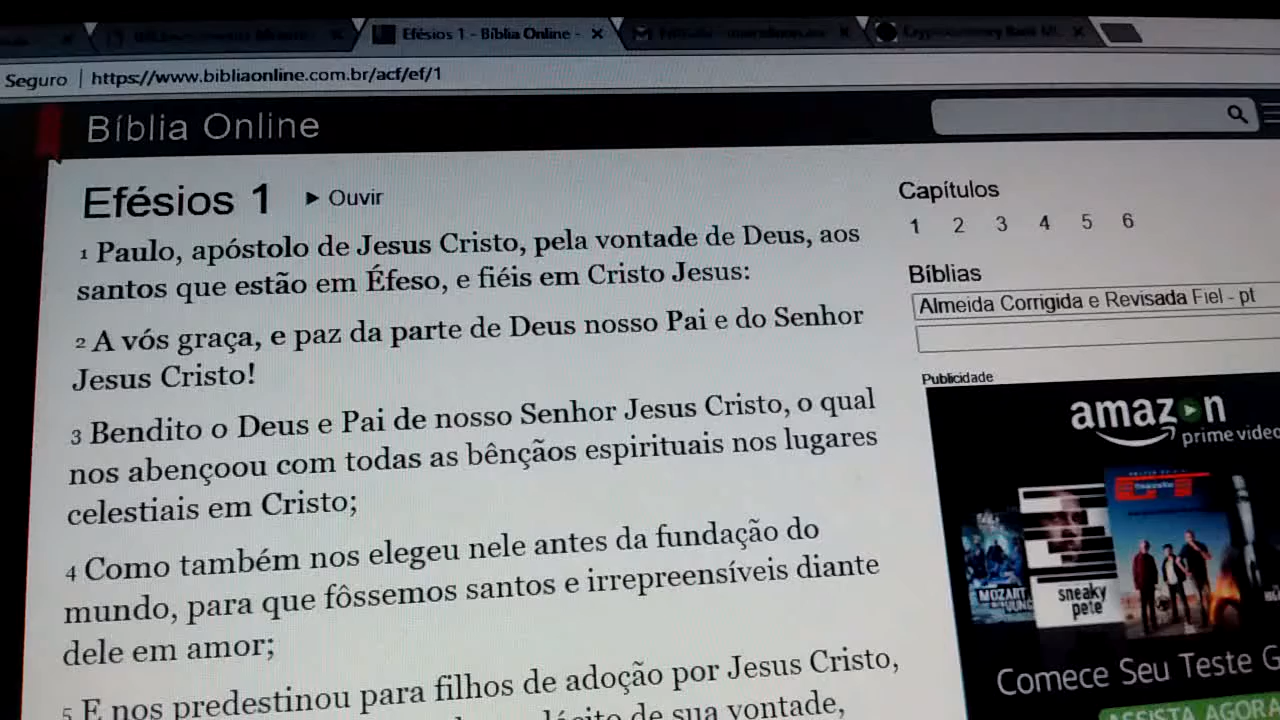 Efésios 1 - Bíblia Online -
Seguro | https://www.bibliaonline.com.br/acf/ef/1
Bíblia Online
Efésios 1 ► Ouvir
1 Paulo, apóstolo de Jesus Cristo, pela vontade de Deus, aos
santos que estão em Éfeso, e fiéis em Cristo Jesus:
2 A vós graça, e paz da parte de Deus nosso Pai e do Senhor
Jesus Cristo!
3 Bendito o Deus e Pai de nosso Senhor Jesus Cristo, o qual
nos abençoou com todas as bênçãos espirituais nos lugares
celestiais em Cristo;
4 Como também nos elegeu nele antes da fundação do
mundo, para que fôssemos santos e irrepreensíveis diante
dele em amor;
5 E nos predestinou para filhos de adoção por Jesus Cristo,
de sua vontade,
Capítulos
1 2 3 4 5 6
Bíblias
Almeida Corrigida e Revisada Fiel - pt
Publicidade
amazon
prime video
MOZART
sneaky
pete
GT
Comece Seu Teste G
ASSISTA AGORA